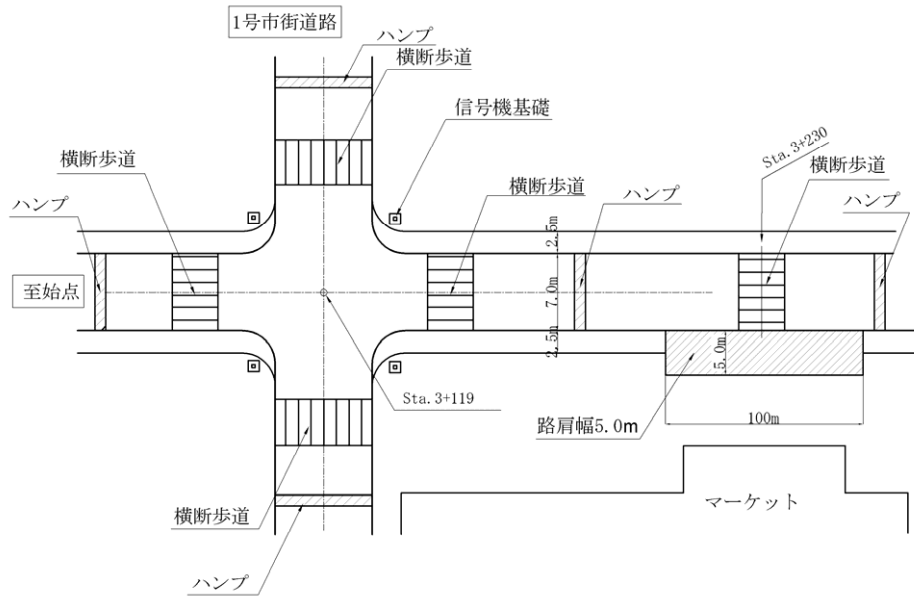 1号市街道路
ハンプ
横断歩道
信号機基礎
Sta.3+230
横断歩道
横断歩道
横断歩道
ハンプ
ハンプ
ハンプ
2.5m
至始点
7.0m
2.5m
5.0m
Sta.3+119
100m
路肩幅5.0m
横断歩道
マーケット
ハンプ